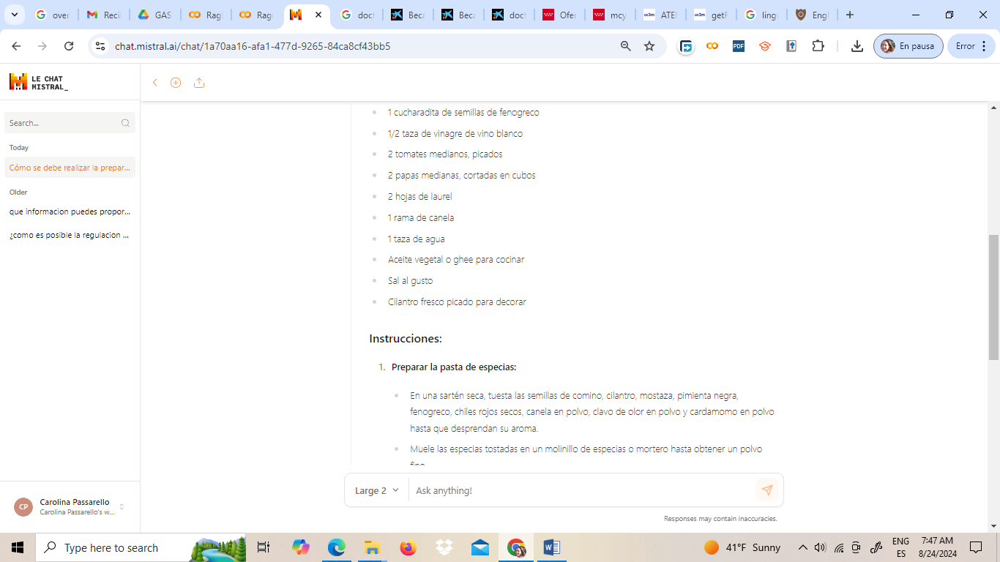 over
Reci
GAS
Rag
Rag
doct
Beca
Beca
doct
Ofer
mcy
ATEI
getF
ling
Engl
chat.mistral.ai/chat/1a70aa16-afa1-477d-9265-84ca8cf43bb5
PDF
En pausa
Error
LE CHAT
MISTRAL_
Search...
Today
Cómo se debe realizar la prepar...
Older
que informacion puedes propor...
¿como es posible la regulacion ...
1 cucharadita de semillas de fenogreco
1/2 taza de vinagre de vino blanco
2 tomates medianos, picados
2 papas medianas, cortadas en cubos
2 hojas de laurel
1 rama de canela
1 taza de agua
Aceite vegetal o ghee para cocinar
Sal al gusto
Cilantro fresco picado para decorar
Instrucciones:
1. Preparar la pasta de especias:
En una sartén seca, tuesta las semillas de comino, cilantro, mostaza, pimienta negra,
fenogreco, chiles rojos secos, canela en polvo, clavo de olor en polvo y cardamomo en polvo
hasta que desprendan su aroma.
Muele las especias tostadas en un molinillo de especias o mortero hasta obtener un polvo
fino.
Large 2
Ask anything!
Responses may contain inaccuracies.
CP
Carolina Passarello
Carolina Passarello's w...
Type here to search
41°F Sunny
ENG
ES
7:47 AM
8/24/2024